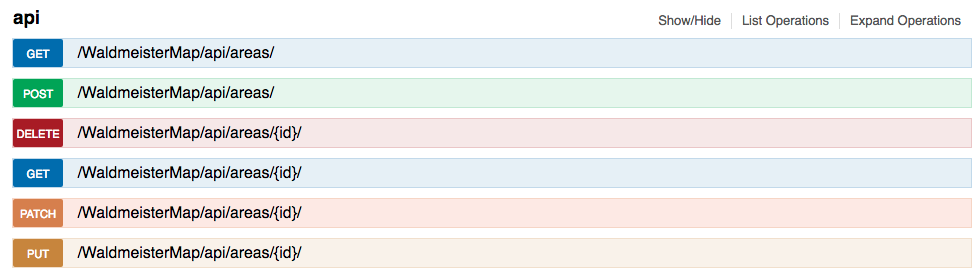 api
Show/Hide List Operations Expand Operations
GET /WaldmeisterMap/api/areas/
POST /WaldmeisterMap/api/areas/
DELETE /WaldmeisterMap/api/areas/{id}/
GET /WaldmeisterMap/api/areas/{id}/
PATCH /WaldmeisterMap/api/areas/{id}/
PUT /WaldmeisterMap/api/areas/{id}/